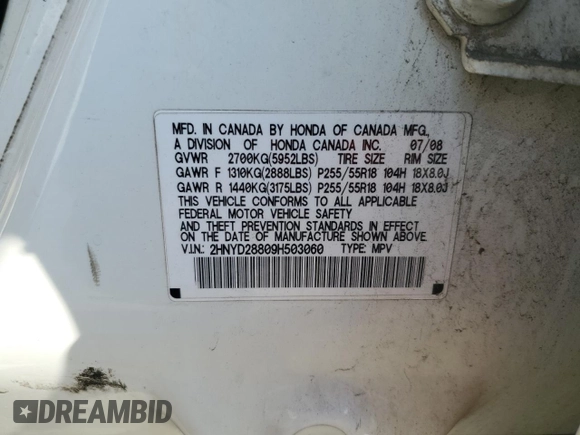 MFD. IN CANADA BY HONDA OF CANADA MFG.,
A DIVISION OF HONDA CANADA INC. 07/08
GVWR 2700KG(5952LBS) TIRE SIZE RIM SIZE
GAWR F 1310KG(2888LBS) P255/55R18 104H 18X8.0J
GAWR R 1440KG(3175LBS) P255/55R18 104H 18X8.0J
THIS VEHICLE CONFORMS TO ALL APPLICABLE
FEDERAL MOTOR VEHICLE SAFETY
AND THEFT PREVENTION STANDARDS IN EFFECT ON
THE DATE OF MANUFACTURE SHOWN ABOVE.
V.I.N.: 2HNYD28809H503060 TYPE: MPV
DREAMBID